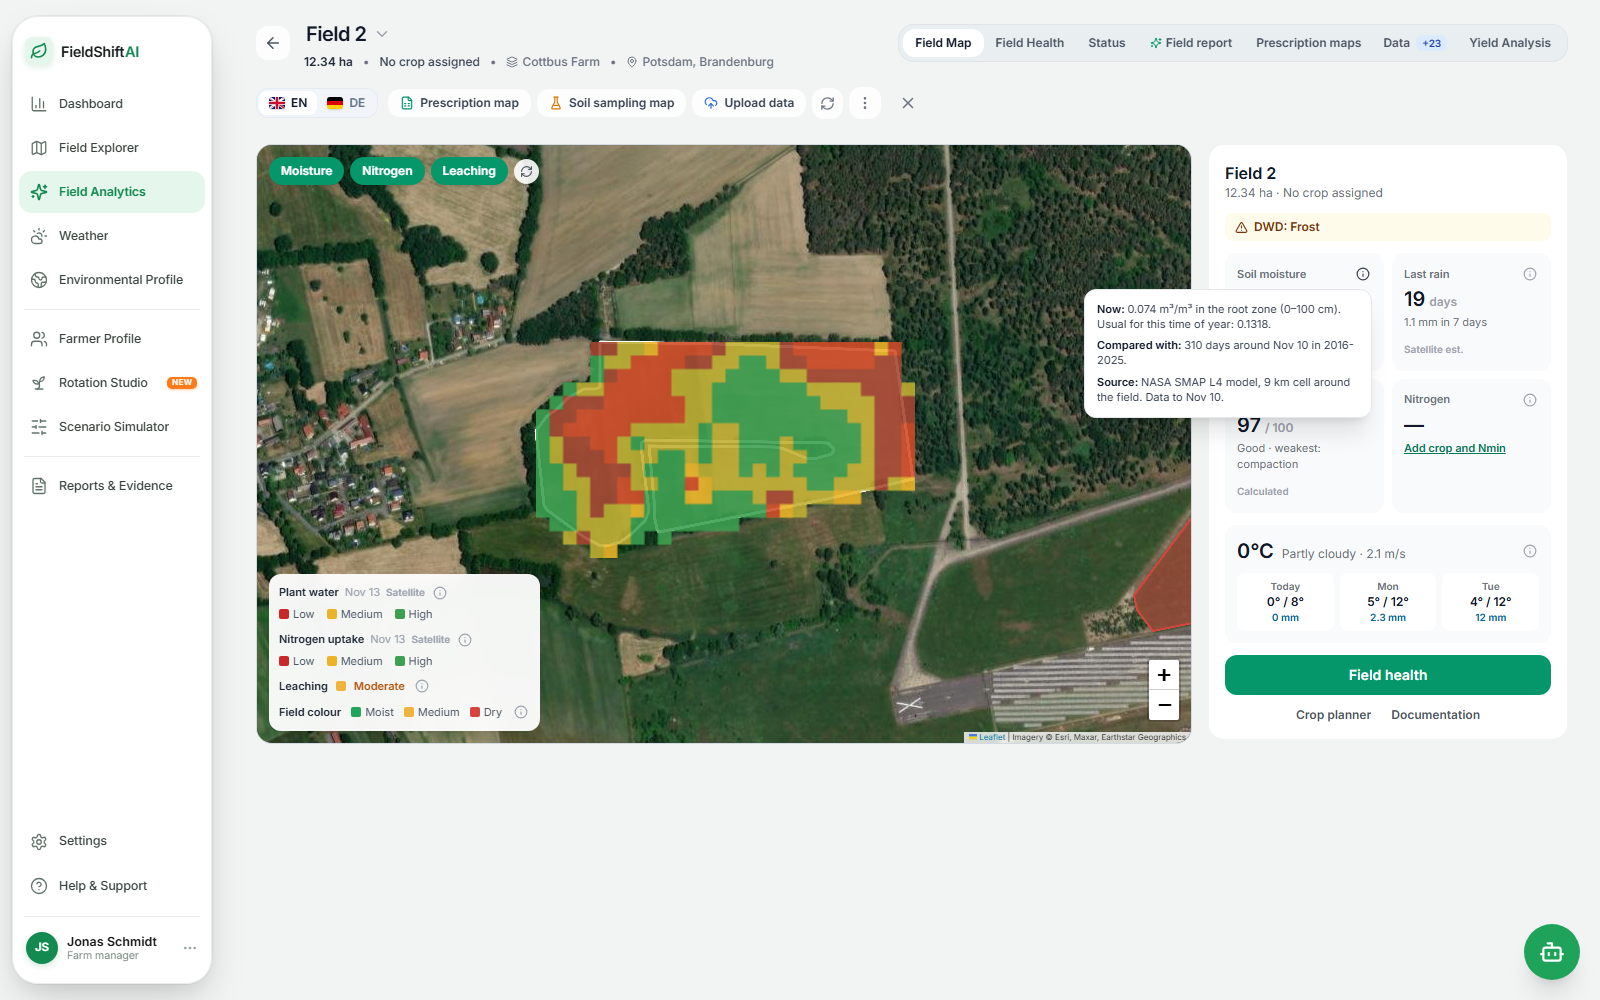 FieldShiftAI
Dashboard
Field Explorer
Field Analytics
Weather
Environmental Profile
Farmer Profile
Rotation Studio NEW
Scenario Simulator
Reports & Evidence
Settings
Help & Support
JS
Jonas Schmidt
Farm manager
Field 2
12.34 ha • No crop assigned • Cottbus Farm • Potsdam, Brandenburg
Field Map
Field Health
Status
Field report
Prescription maps
Data +23
Yield Analysis
EN DE
Prescription map
Soil sampling map
Upload data
Moisture
Nitrogen
Leaching
Plant water Nov 13 Satellite
Low Medium High
Nitrogen uptake Nov 13 Satellite
Low Medium High
Leaching Moderate
Field colour Moist Medium Dry
+
−
Leaflet | Imagery © Esri, Maxar, Earthstar Geographics
Field 2
12.34 ha · No crop assigned
DWD: Frost
Soil moisture
Now: 0.074 m³/m³ in the root zone (0–100 cm).
Usual for this time of year: 0.1318.
Compared with: 310 days around Nov 10 in 2016-
2025.
Source: NASA SMAP L4 model, 9 km cell around
the field. Data to Nov 10.
Last rain
19 days
1.1 mm in 7 days
Satellite est.
97 / 100
Good · weakest:
compaction
Calculated
Nitrogen
—
Add crop and Nmin
0°C Partly cloudy · 2.1 m/s
Today
0° / 8°
0 mm
Mon
5° / 12°
2.3 mm
Tue
4° / 12°
12 mm
Field health
Crop planner
Documentation